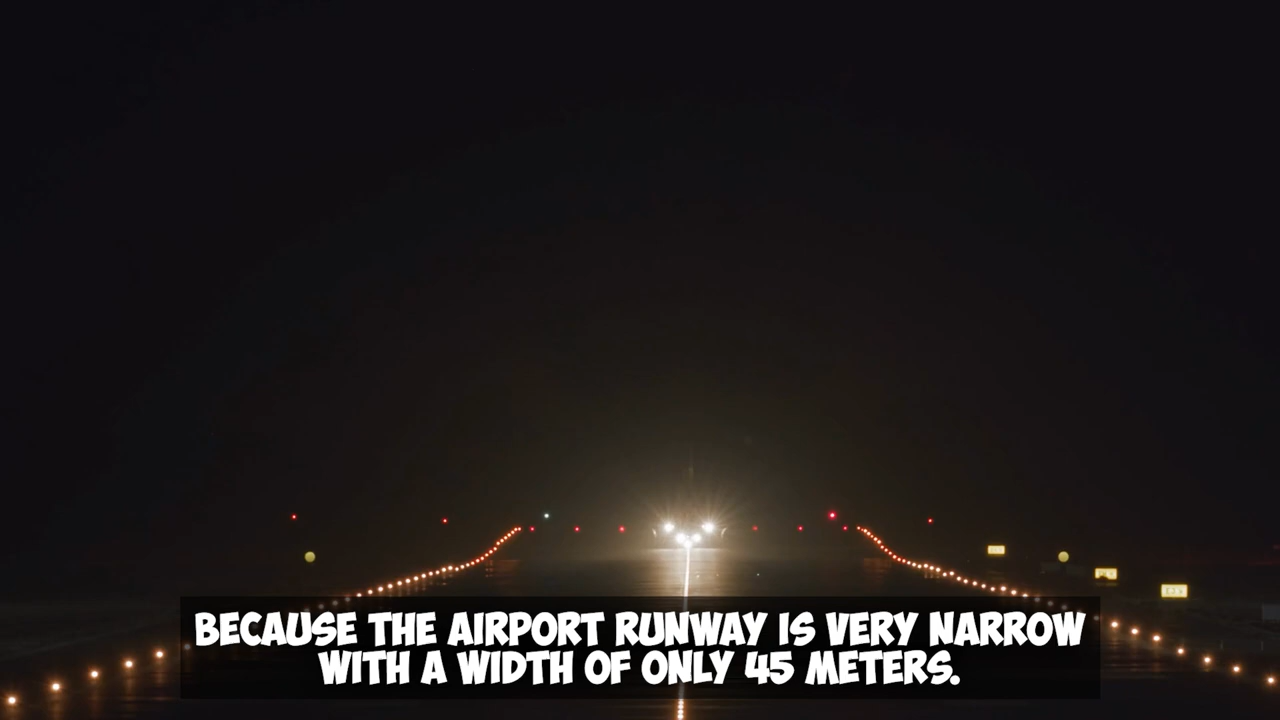 BECAUSE THE AIRPORT RUNWAY IS VERY NARROW
WITH A WIDTH OF ONLY 45 METERS.